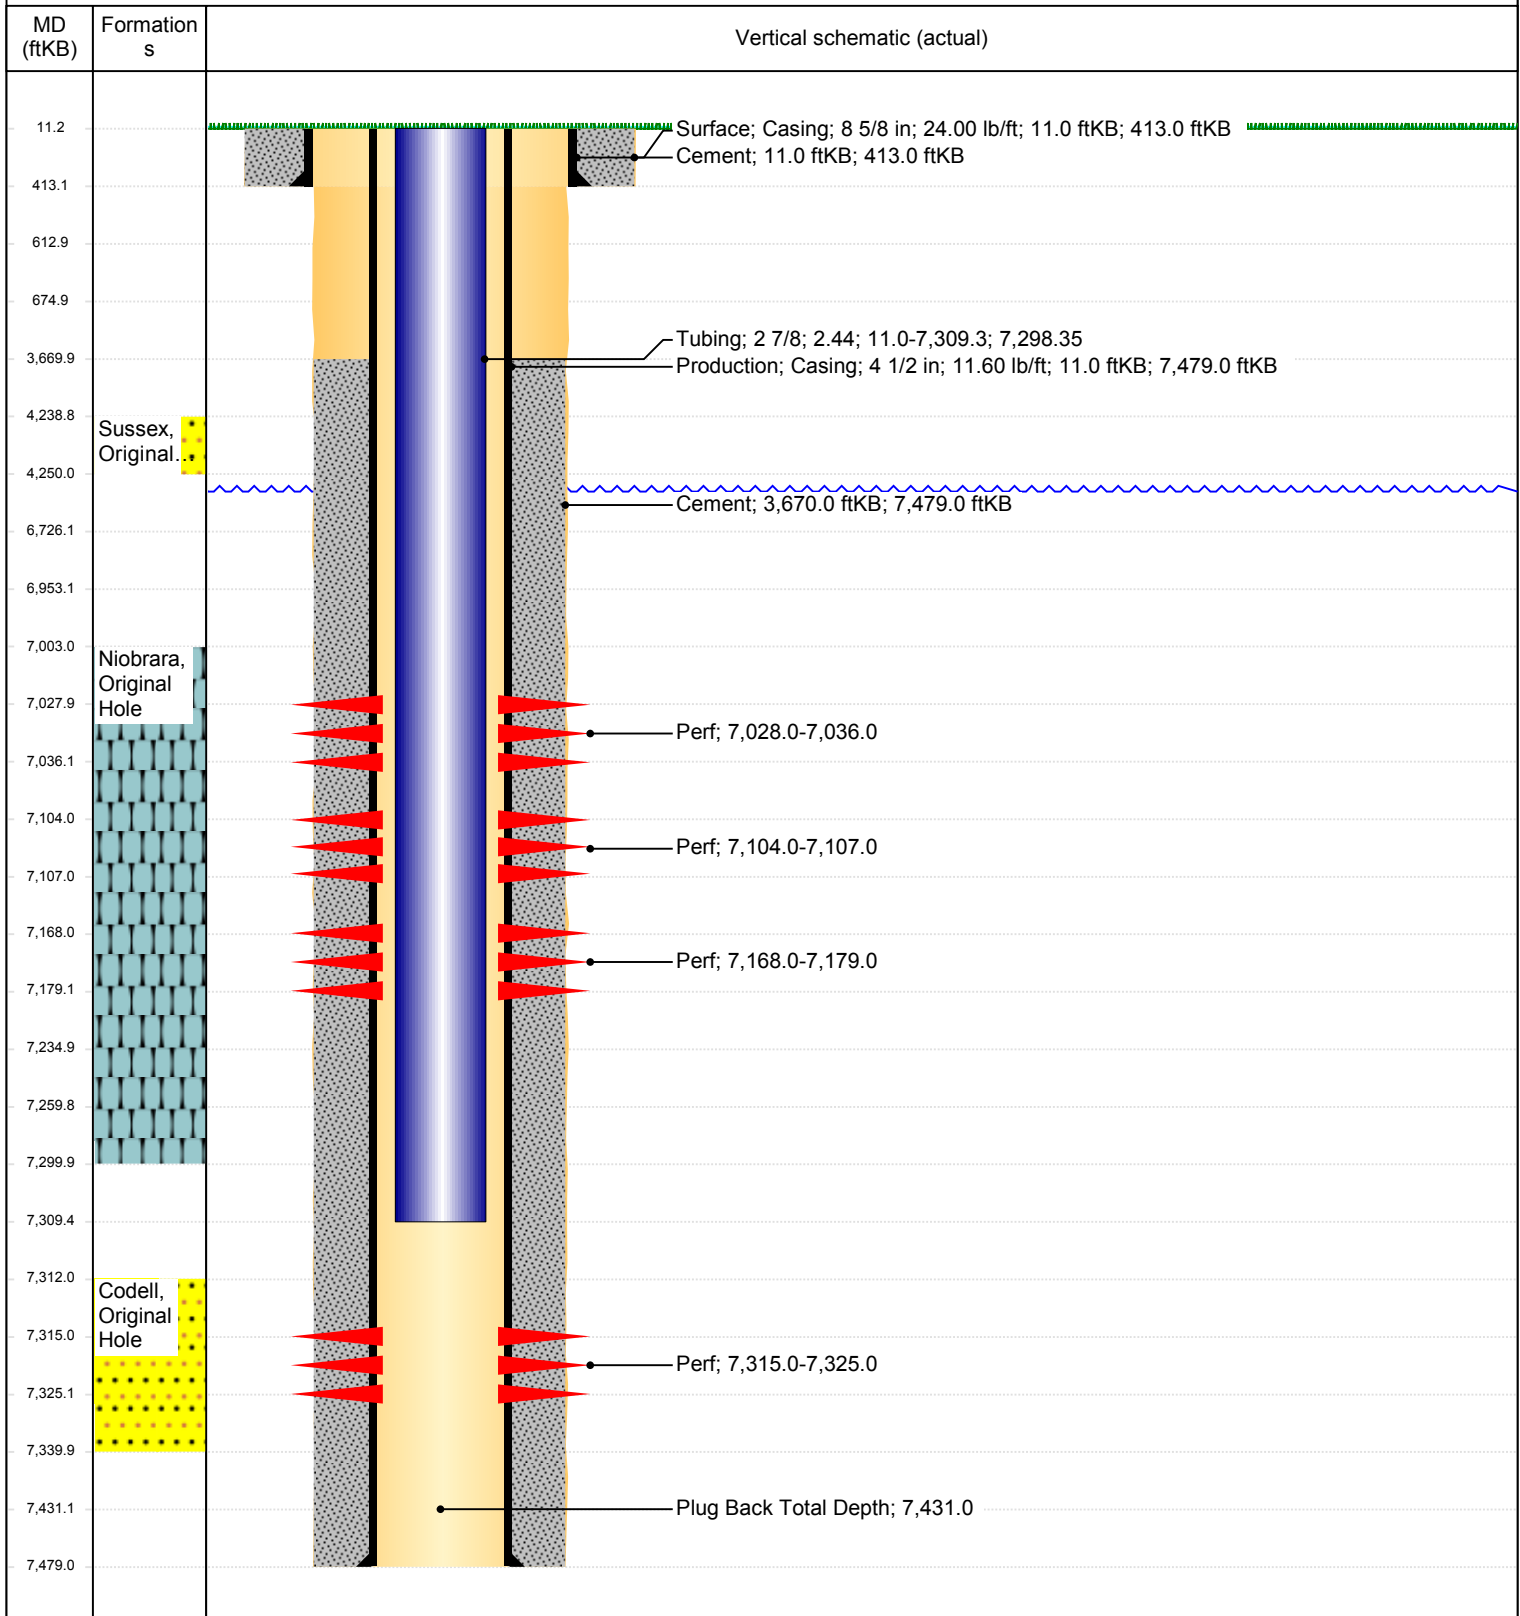 MD
(ftKB)
Formation
s
Vertical schematic (actual)
11.2
Surface; Casing; 8 5/8 in; 24.00 lb/ft; 11.0 ftKB; 413.0 ftKB
Cement; 11.0 ftKB; 413.0 ftKB
413.1
612.9
674.9
Tubing; 2 7/8; 2.44; 11.0-7,309.3; 7,298.35
3,669.9
Production; Casing; 4 1/2 in; 11.60 lb/ft; 11.0 ftKB; 7,479.0 ftKB
4,238.8
Sussex,
Original...
4,250.0
Cement; 3,670.0 ftKB; 7,479.0 ftKB
6,726.1
6,953.1
7,003.0
Niobrara,
Original
Hole
7,027.9
Perf; 7,028.0-7,036.0
7,036.1
7,104.0
Perf; 7,104.0-7,107.0
7,107.0
7,168.0
Perf; 7,168.0-7,179.0
7,179.1
7,234.9
7,259.8
7,299.9
7,309.4
7,312.0
Codell,
Original
Hole
7,315.0
Perf; 7,315.0-7,325.0
7,325.1
7,339.9
7,431.1
Plug Back Total Depth; 7,431.0
7,479.0